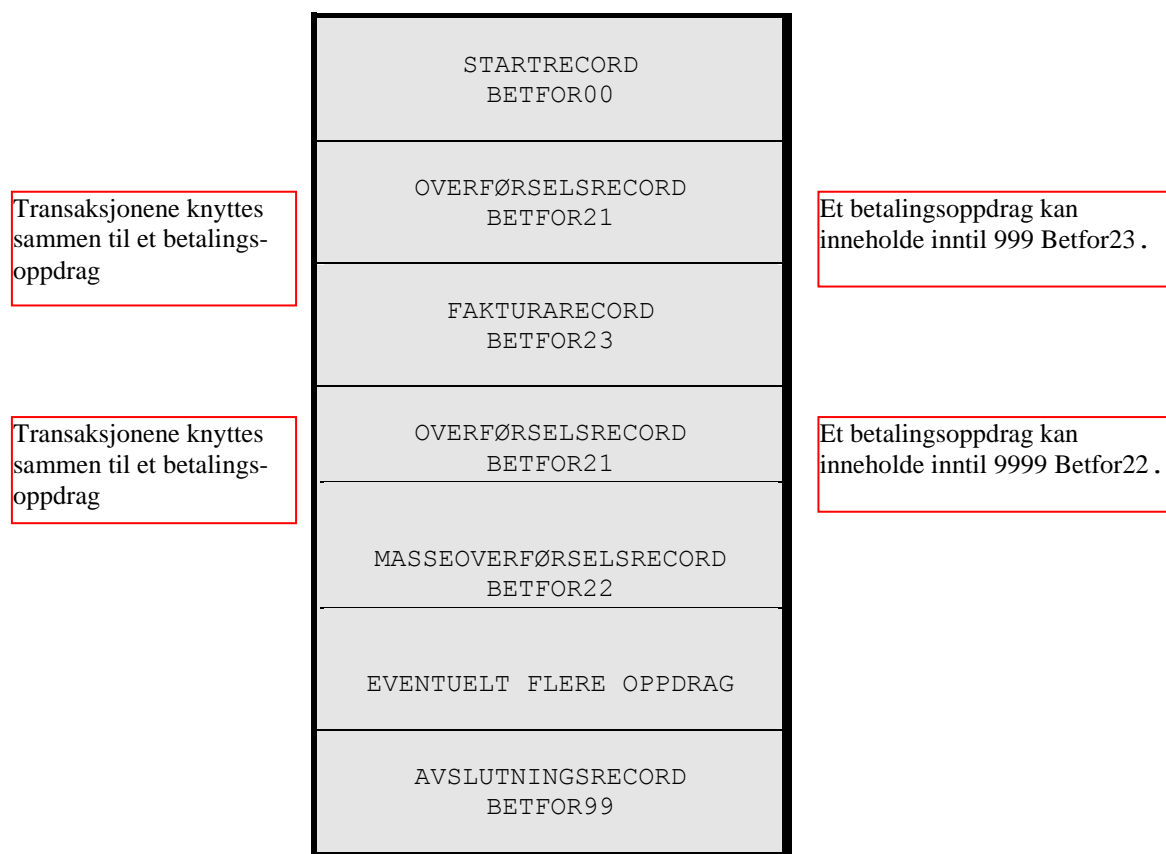 STARTRECORD
BETFOR00
Transaksjonene knyttes
sammen til et betalings-
oppdrag
OVERFØRSELSRECORD
BETFOR21
Et betalingsoppdrag kan
inneholde inntil 999 Betfor23.
FAKTURARECORD
BETFOR23
Transaksjonene knyttes
sammen til et betalings-
oppdrag
OVERFØRSELSRECORD
BETFOR21
Et betalingsoppdrag kan
inneholde inntil 9999 Betfor22.
MASSEOVERFØRSELSRECORD
BETFOR22
EVENTUELT FLERE OPPDRAG
AVSLUTNINGSRECORD
BETFOR99